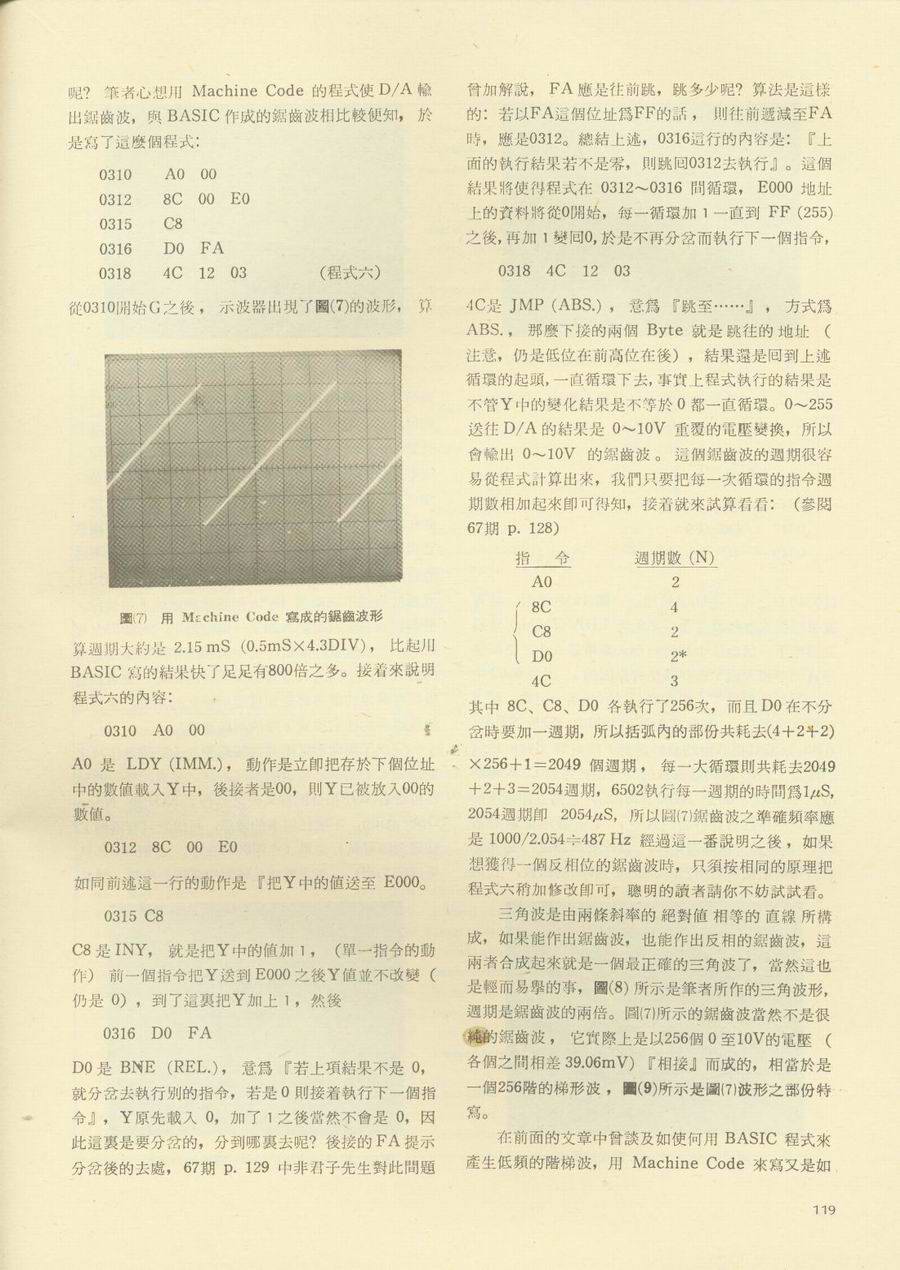 呢？ 筆者心想用 Machine Code 的程式使 D/A 輸
出鋸齒波，與 BASIC 作成的鋸齒波相比較便知，於
是寫了這麼個程式：
0310 A0 00
0312 8C 00 E0
0315 C8
0316 D0 FA
0318 4C 12 03 （程式六）
從0310開始G之後，示波器出現了圖(7)的波形，算
圖(7) 用 Machine Code 寫成的鋸齒波形
算週期大約是 2.15 mS（0.5mS×4.3DIV），比起用
BASIC 寫的結果快了足足有800倍之多。接着來說明
程式六的內容：
0310 A0 00
A0 是 LDY (IMM.)，動作是立即把存於下個位址
中的數值載入Y中，後接者是00，則Y已被放入00的
數值。
0312 8C 00 E0
如同前述這一行的動作是『把Y中的值送至 E000。
0315 C8
C8 是 INY，就是把Y中的值加 1，（單一指令的動
作）前一個指令把Y送到 E000 之後Y値並不改變（
仍是 0），到了這裏把Y加上 1，然後
0316 D0 FA
D0 是 BNE (REL.)，意爲『若上項結果不是 0，
就分岔去執行別的指令，若是 0 則接着執行下一個指
令』，Y原先載入 0，加了 1 之後當然不會是 0，因
此這裏是要分岔的，分到哪裏去呢？後接的 FA 提示
分岔後的去處，67期 p. 129 中非君子先生對此問題
曾加解說，FA 應是往前跳，跳多少呢？算法是這樣
的：若以FA這個位址爲FF的話，則往前遞減至FA
時，應是0312。總結上述，0316這行的內容是：『上
面的執行結果若不是零，則跳回0312去執行』。這個
結果將使得程式在 0312～0316 間循環，E000 地址
上的資料將從0開始，每一循環加 1 一直到 FF (255)
之後，再加 1 變回0，於是不再分岔而執行下一個指令，
0318 4C 12 03
4C是 JMP (ABS.)，意爲『跳至……』，方式爲
ABS.，那麼下接的兩個 Byte 就是跳往的地址（
注意，仍是低位在前高位在後），結果還是回到上述
循環的起頭，一直循環下去，事實上程式執行的結果是
不管Y中的變化結果是不等於 0 都一直循環。0～255
送往 D/A 的結果是 0～10V 重覆的電壓變換，所以
會輸出 0～10V 的鋸齒波。這個鋸齒波的週期很容
易從程式計算出來，我們只要把每一次循環的指令週
期數相加起來即可得知，接着就來試算看看：（參閱
67期 p. 128）
指 令 週期數 (N)
A0 2
8C 4
C8 2
D0 2*
4C 3
其中 8C、C8、D0 各執行了256次，而且 D0 在不分
岔時要加一週期，所以括弧內的部份共耗去(4+2+2)
×256+1=2049 個週期，每一大循環則共耗去2049
+2+3=2054週期，6502執行每一週期的時間爲1μS，
2054週期即 2054μS，所以圖(7)鋸齒波之準確頻率應
是 1000/2.054≒487 Hz 經過這一番說明之後，如果
想獲得一個反相位的鋸齒波時，只須按相同的原理把
程式六稍加修改即可，聰明的讀者請你不妨試試看。
三角波是由兩條斜率的 絕對值 相等的 直線 所構
成，如果能作出鋸齒波，也能作出反相的鋸齒波，這
兩者合成起來就是一個最正確的三角波了，當然這也
是輕而易舉的事，圖(8) 所示是筆者所作的三角波形，
週期是鋸齒波的兩倍。圖(7)所示的鋸齒波當然不是很
純的鋸齒波，它實際上是以256個 0 至10V的電壓（
各個之間相差 39.06mV）『相接』而成的，相當於是
一個256階的梯形波，圖(9)所示是圖(7)波形之部份特
寫。
在前面的文章中曾談及如使何用 BASIC 程式來
產生低頻的階梯波，用 Machine Code 來寫又是如
119